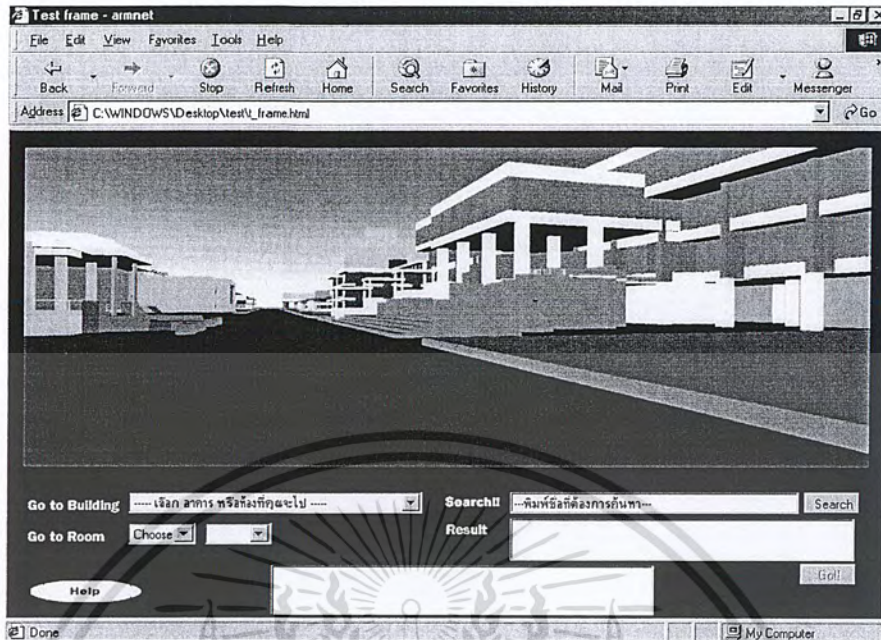 Test frame - armnet
File Edit View Favorites Tools Help
Back Forward Stop Refresh Home Search Favorites History Mail Print Edit Messenger
Address C:\WINDOWS\Desktop\test\t_frame.html Go
Go to Building ----- เลือก อาคาร หรือห้องที่คุณจะไป -----
Search!! ---พิมพ์ชื่อที่ต้องการค้นหา--- Search
Go to Room Choose
Result
Go!!
Help
Done My Computer